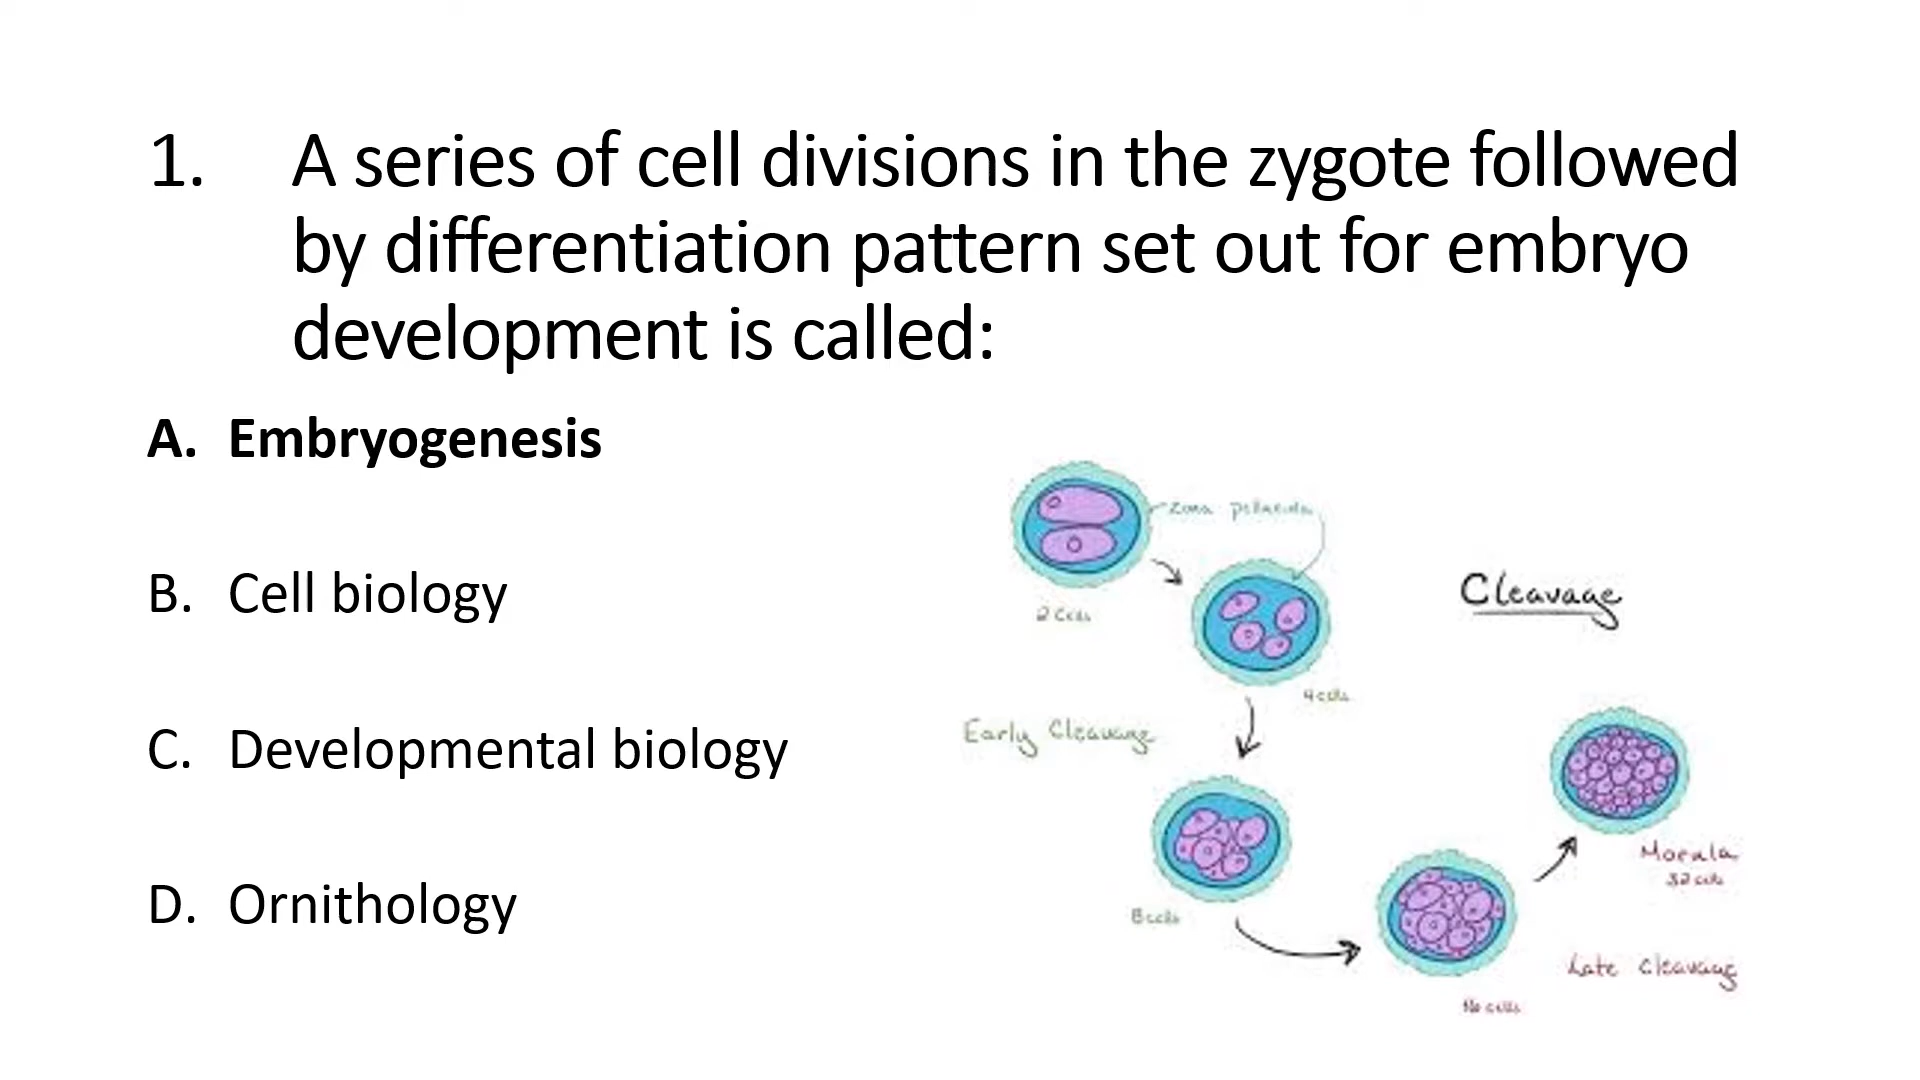 1. A series of cell divisions in the zygote followed
by differentiation pattern set out for embryo
development is called:
A. Embryogenesis
B. Cell biology
C. Developmental biology
D. Ornithology
Zona pellucida
2 cells
Cleavage
4 cells
Early Cleavage
Morula
32 cells
8 cells
Late cleavage
16 cells